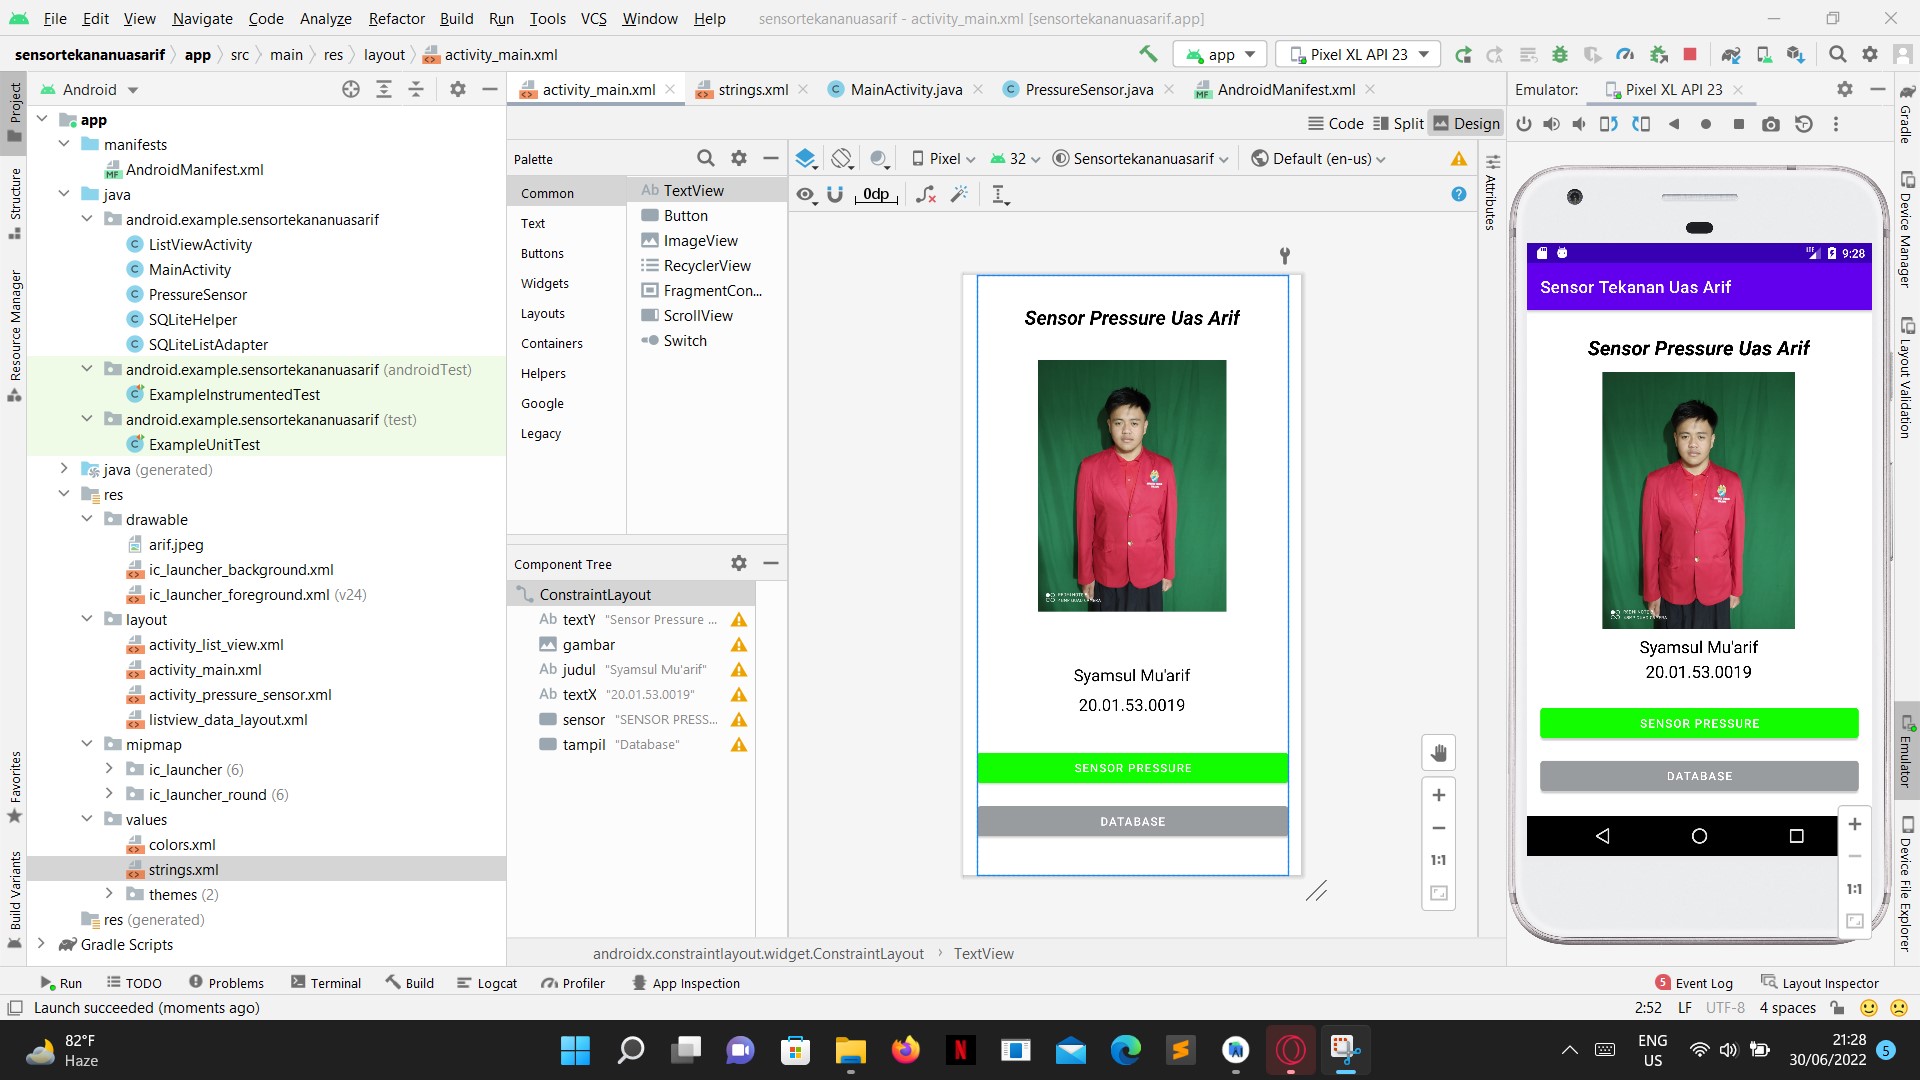 File Edit View Navigate Code Analyze Refactor Build Run Tools VCS Window Help sensortekananuasarif - activity_main.xml [sensortekananuasarif.app]
sensortekananuasarif app src main res layout activity_main.xml app Pixel XL API 23
Project
Structure
Resource Manager
Favorites
Build Variants
Android
app
manifests
AndroidManifest.xml
java
android.example.sensortekananuasarif
ListViewActivity
MainActivity
PressureSensor
SQLiteHelper
SQLiteListAdapter
android.example.sensortekananuasarif (androidTest)
ExampleInstrumentedTest
android.example.sensortekananuasarif (test)
ExampleUnitTest
java (generated)
res
drawable
arif.jpeg
ic_launcher_background.xml
ic_launcher_foreground.xml (v24)
layout
activity_list_view.xml
activity_main.xml
activity_pressure_sensor.xml
listview_data_layout.xml
mipmap
ic_launcher (6)
ic_launcher_round (6)
values
colors.xml
strings.xml
themes (2)
res (generated)
Gradle Scripts
activity_main.xml strings.xml MainActivity.java PressureSensor.java AndroidManifest.xml
Code Split Design
Palette
Common
Text
Buttons
Widgets
Layouts
Containers
Helpers
Google
Legacy
Ab TextView
Button
ImageView
RecyclerView
FragmentCon...
ScrollView
Switch
Pixel 32 Sensortekananuasarif Default (en-us)
0dp
Attributes
Component Tree
ConstraintLayout
Ab textY "Sensor Pressure ...
gambar
Ab judul "Syamsul Mu'arif"
Ab textX "20.01.53.0019"
sensor "SENSOR PRESS...
tampil "Database"
Sensor Pressure Uas Arif
Syamsul Mu'arif
20.01.53.0019
SENSOR PRESSURE
DATABASE
1:1
androidx.constraintlayout.widget.ConstraintLayout TextView
Emulator: Pixel XL API 23
9:28
Sensor Tekanan Uas Arif
Sensor Pressure Uas Arif
Syamsul Mu'arif
20.01.53.0019
SENSOR PRESSURE
DATABASE
1:1
Gradle
Device Manager
Layout Validation
Emulator
Device File Explorer
Run TODO Problems Terminal Build Logcat Profiler App Inspection 5 Event Log Layout Inspector
Launch succeeded (moments ago) 2:52 LF UTF-8 4 spaces
82°F
Haze
ENG
US
21:28
30/06/2022
5